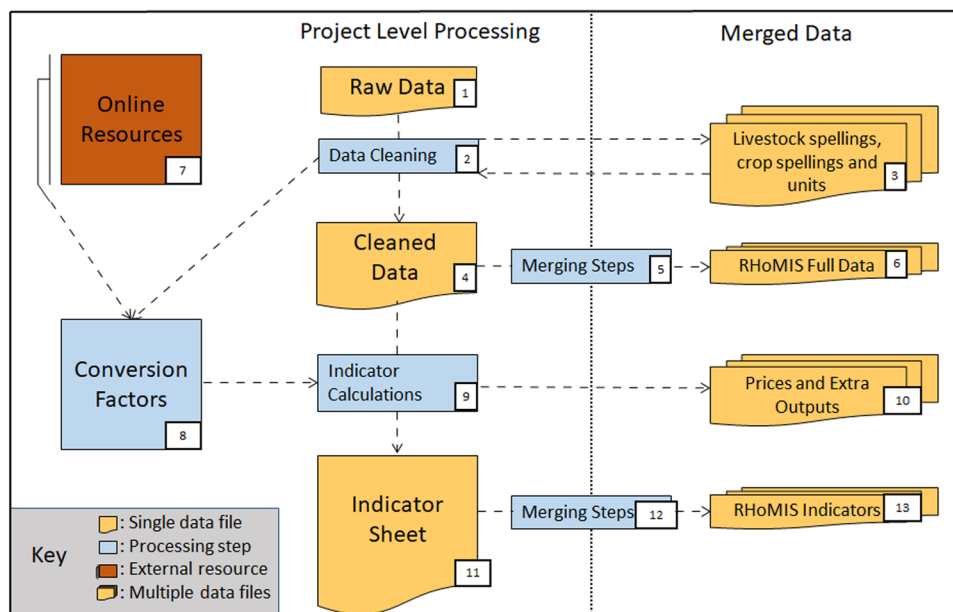 Project Level Processing
Merged Data
Online
Resources
7
Raw Data
1
Data Cleaning
2
Livestock spellings,
crop spellings and
units
3
Cleaned
Data
4
Merging Steps
5
RHoMIS Full Data
6
Conversion
Factors
8
Indicator
Calculations
9
Prices and Extra
Outputs
10
Indicator
Sheet
11
Merging Steps
12
RHoMIS Indicators
13
Key
: Single data file
: Processing step
: External resource
: Multiple data files